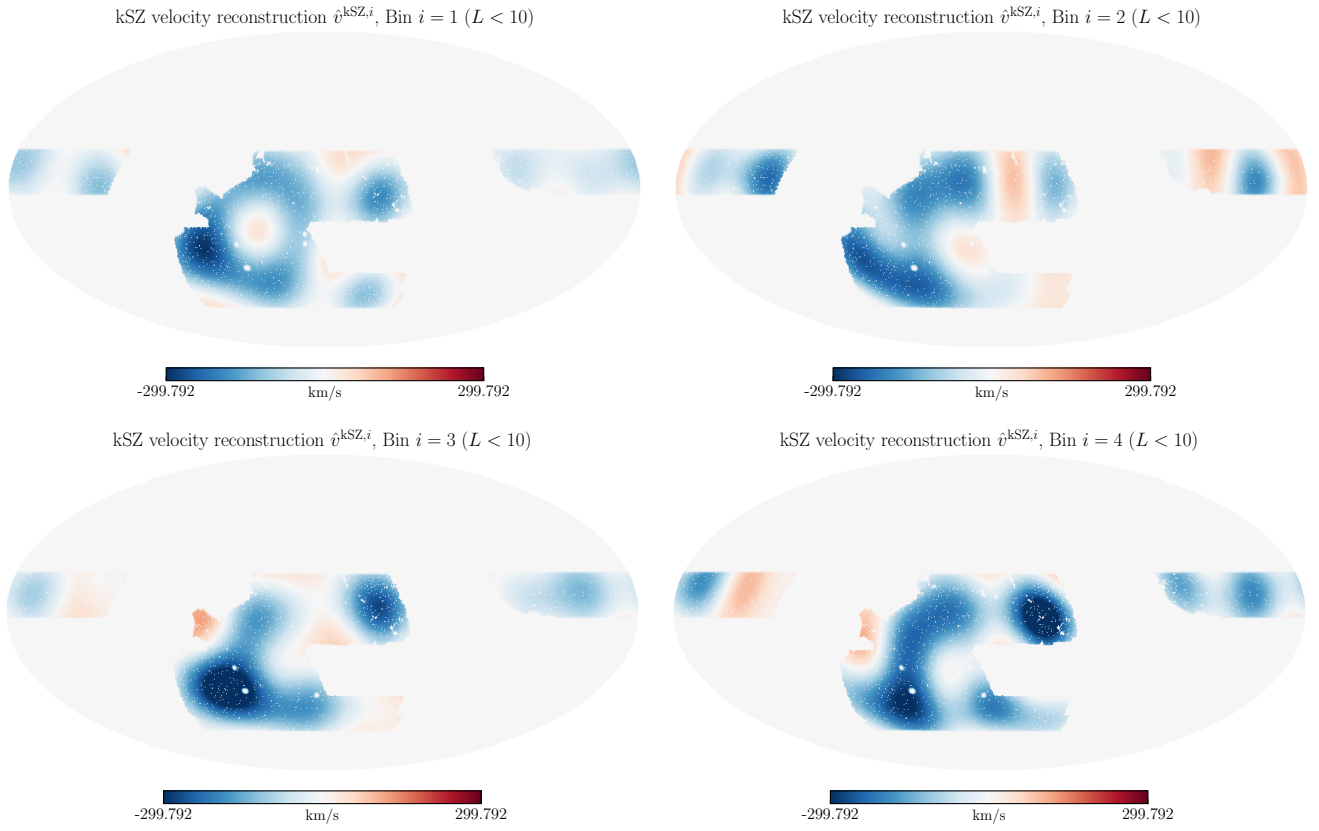 kSZ velocity reconstruction v̂^{kSZ,i}, Bin i = 1 (L < 10)
kSZ velocity reconstruction v̂^{kSZ,i}, Bin i = 2 (L < 10)
-299.792 km/s 299.792
-299.792 km/s 299.792
kSZ velocity reconstruction v̂^{kSZ,i}, Bin i = 3 (L < 10)
kSZ velocity reconstruction v̂^{kSZ,i}, Bin i = 4 (L < 10)
-299.792 km/s 299.792
-299.792 km/s 299.792